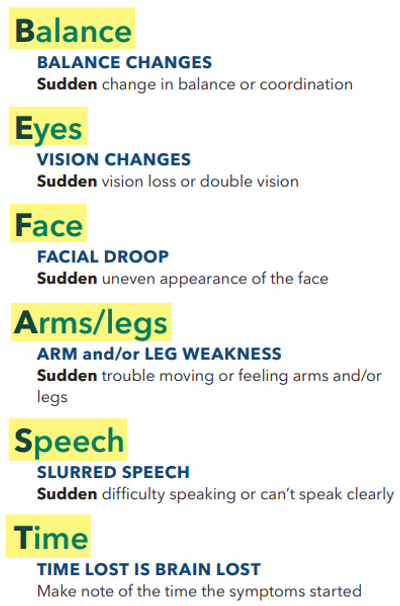 Balance
BALANCE CHANGES
Sudden change in balance or coordination
Eyes
VISION CHANGES
Sudden vision loss or double vision
Face
FACIAL DROOP
Sudden uneven appearance of the face
Arms/legs
ARM and/or LEG WEAKNESS
Sudden trouble moving or feeling arms and/or
legs
Speech
SLURRED SPEECH
Sudden difficulty speaking or can’t speak clearly
Time
TIME LOST IS BRAIN LOST
Make note of the time the symptoms started